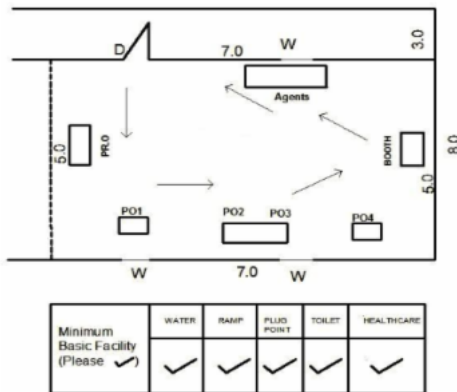 D 7.0 W 3.0
Agents
5.0 PR.O BOOTH 8.0
5.0
PO1 PO2 PO3 PO4
W 7.0 W
WATER RAMP PLUG POINT TOILET HEALTHCARE
Minimum
Basic Facility
(Please ✓) ✓ ✓ ✓ ✓ ✓